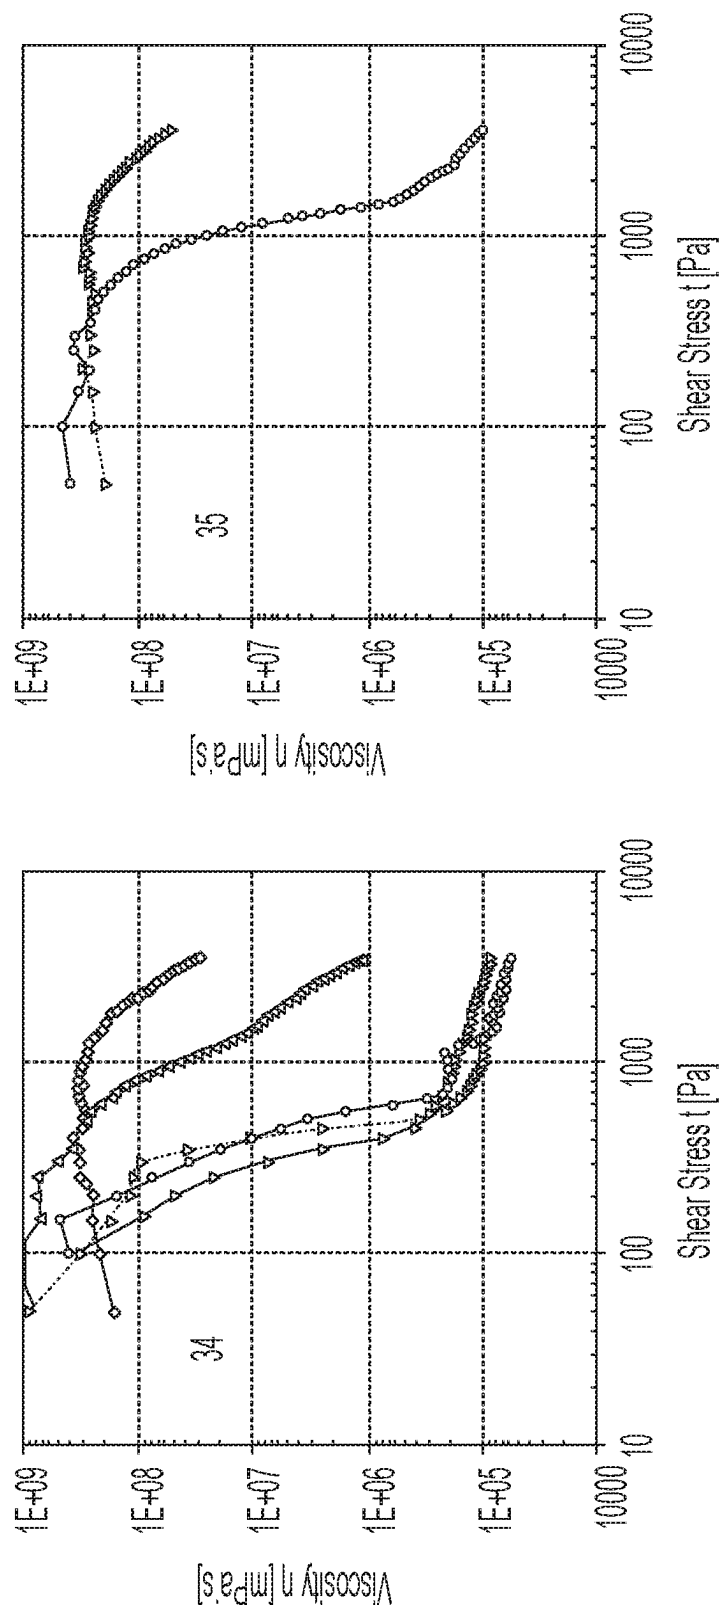 Viscosity η [mPa's]
1E+09
1E+08
1E+07
1E+06
1E+05
10000
10
100
1000
10000
34
Shear Stress t [Pa]
Viscosity η [mPa's]
1E+09
1E+08
1E+07
1E+06
1E+05
10000
10
100
1000
10000
35
Shear Stress t [Pa]